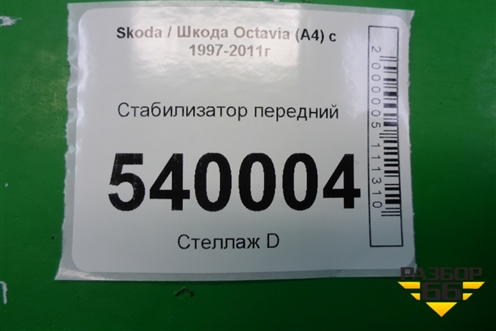 Skoda / Шкода Octavia (A4) с
1997-2011г
Стабилизатор передний
540004
Стеллаж D
2000005111310
РАЗБОР
66